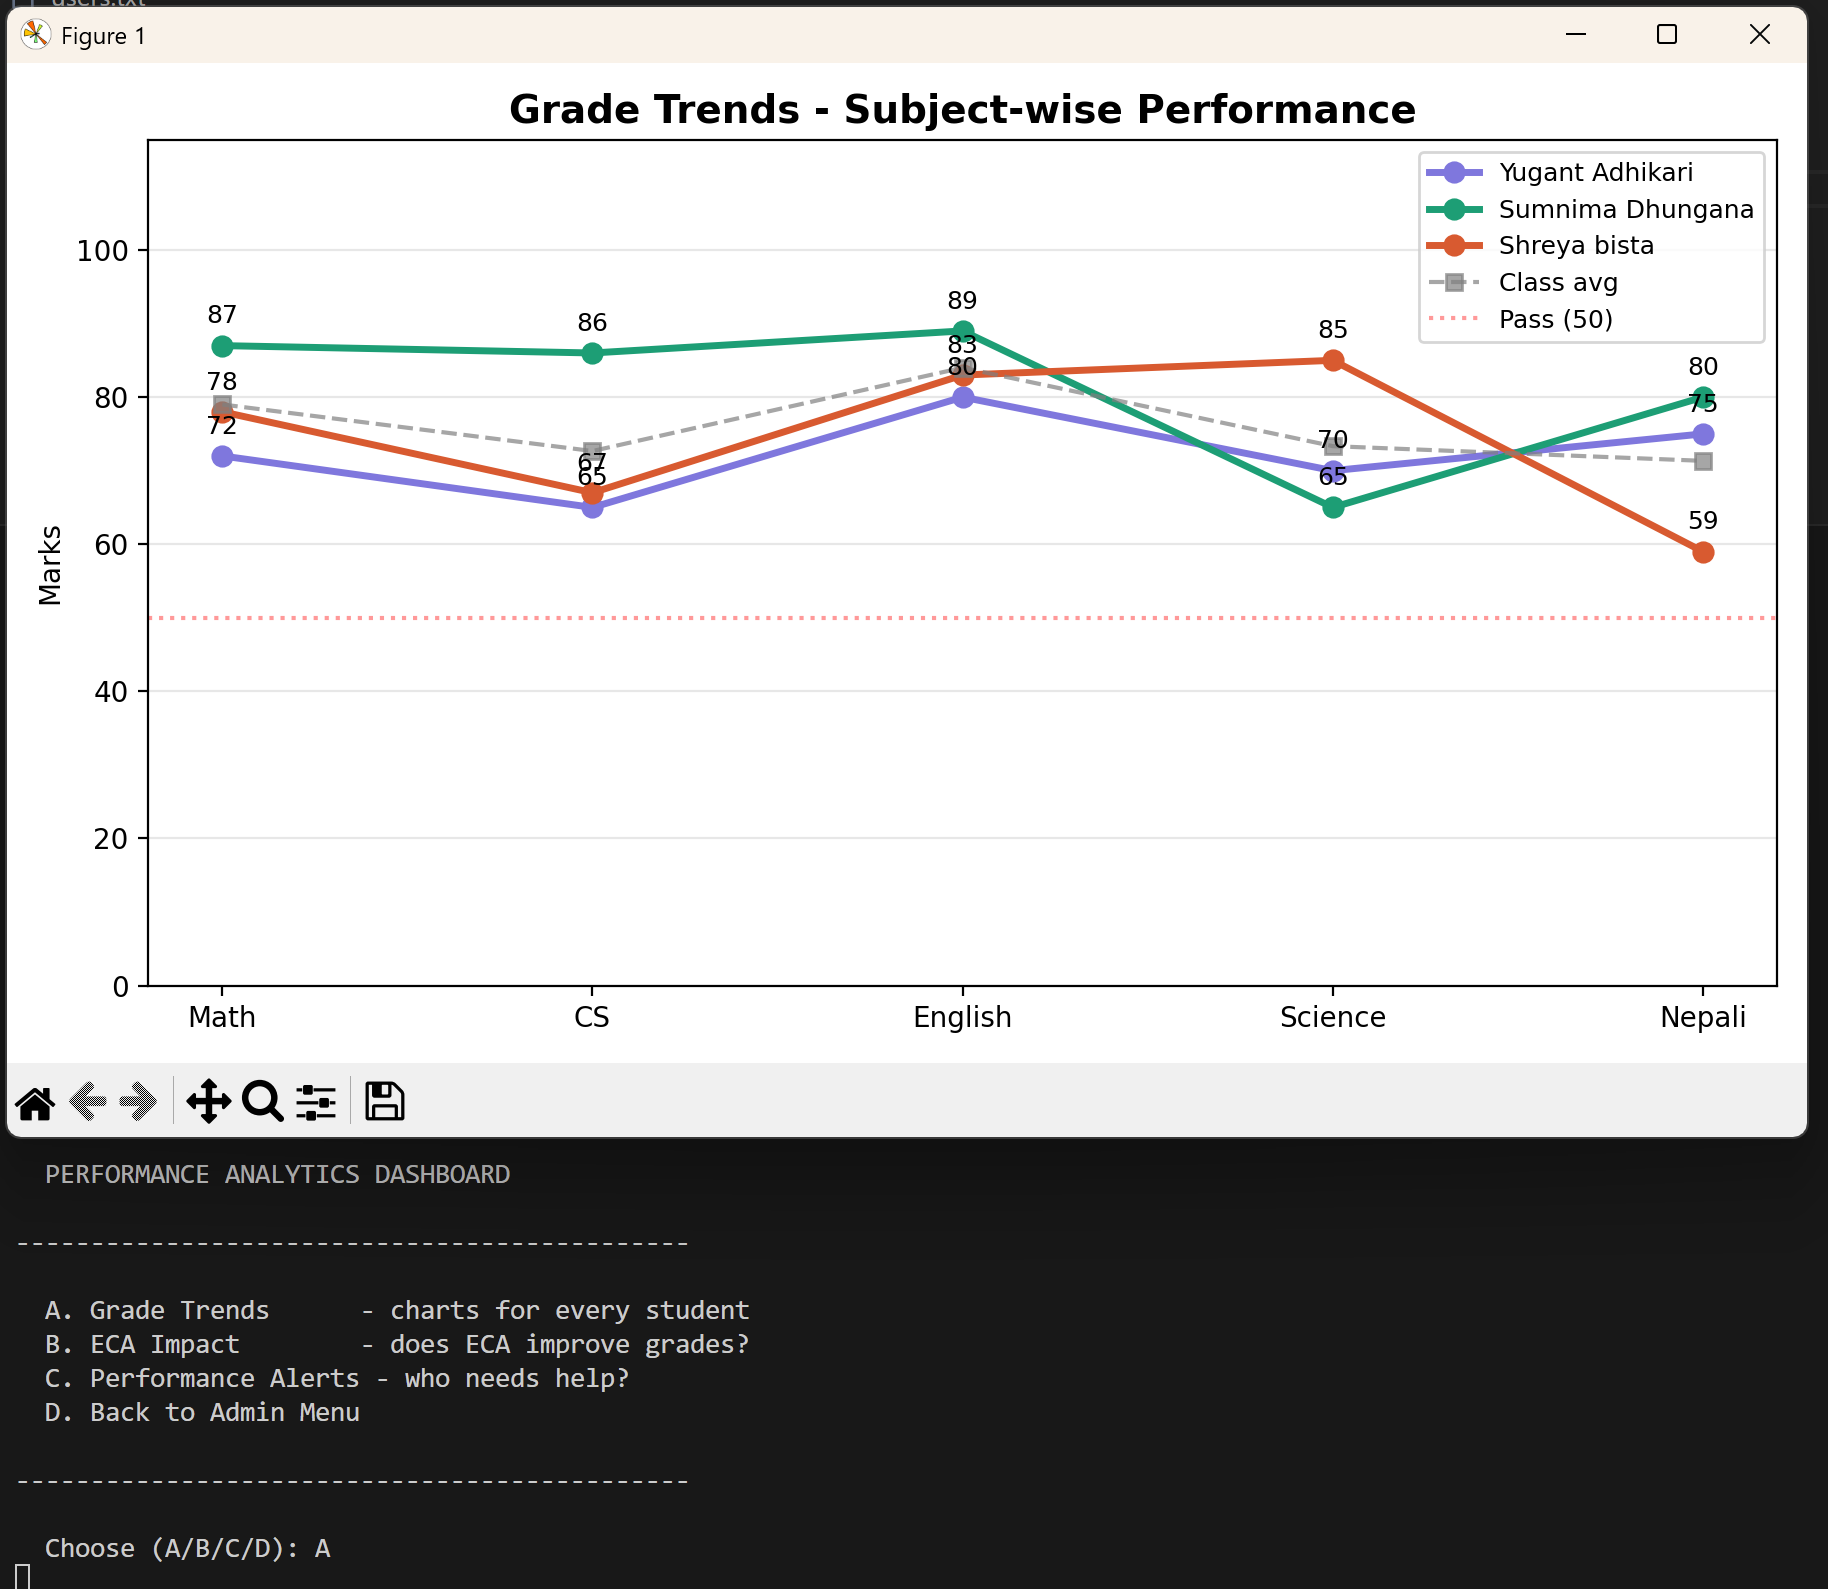 users.txt
Figure 1
Grade Trends - Subject-wise Performance
Yugant Adhikari
Sumnima Dhungana
Shreya bista
Class avg
Pass (50)
Marks
100
80
60
40
20
0
87
78
72
86
67
65
89
83
80
85
70
65
80
75
59
Math
CS
English
Science
Nepali
PERFORMANCE ANALYTICS DASHBOARD
---------------------------------------------
A. Grade Trends      - charts for every student
B. ECA Impact        - does ECA improve grades?
C. Performance Alerts - who needs help?
D. Back to Admin Menu
---------------------------------------------
Choose (A/B/C/D): A